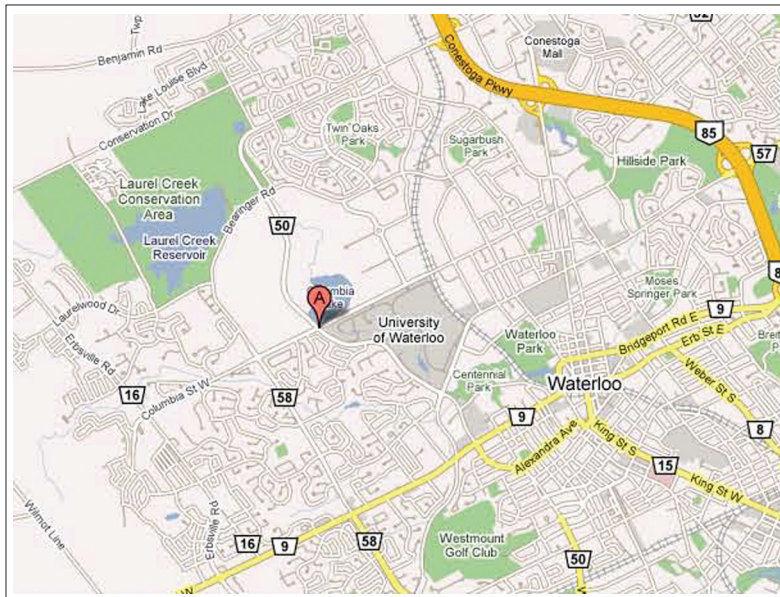 32
Twp
Conestoga
Mall
Benjamin Rd
Conestoga Pkwy
Lake Louise Blvd
Conservation Dr
Twin Oaks
Park
Sugarbush
Park
85
57
Hillside Park
Laurel Creek
Conservation
Area
Bearinger Rd
50
Laurel Creek
Reservoir
8
Moses
Springer Park
A
Laurelwood Dr
University
of Waterloo
9
Bridgeport Rd E
Erb St E
Waterloo
Park
Erbsville Rd
Centennial
Park
Waterloo
Weber St S
16
Columbia St W
58
9
Alexandra Ave
King St S
8
15
King St W
Wilmot Line
Erbsville Rd
16
9
58
Westmount
Golf Club
50
W